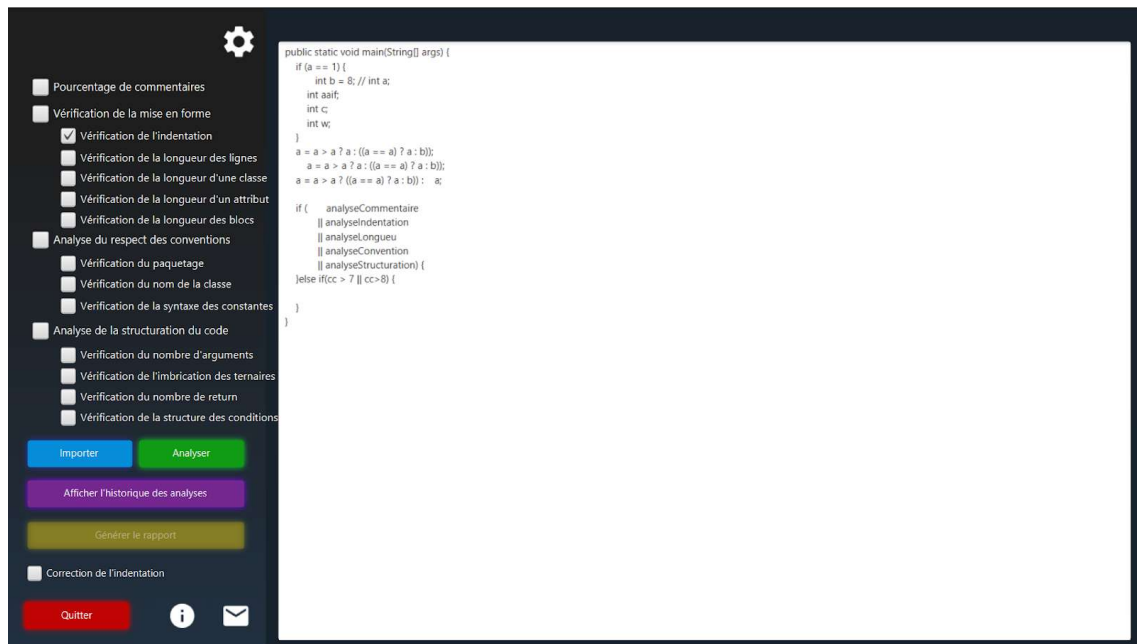 Pourcentage de commentaires
Vérification de la mise en forme
Vérification de l'indentation
Vérification de la longueur des lignes
Vérification de la longueur d'une classe
Vérification de la longueur d'un attribut
Vérification de la longueur des blocs
Analyse du respect des conventions
Vérification du paquetage
Vérification du nom de la classe
Verification de la syntaxe des constantes
Analyse de la structuration du code
Verification du nombre d'arguments
Vérification de l'imbrication des ternaires
Verification du nombre de return
Vérification de la structure des conditions
Importer
Analyser
Afficher l'historique des analyses
Générer le rapport
Correction de l'indentation
Quitter
public static void main(String[] args) {
if (a == 1) {
int b = 8; // int a;
int aaif;
int c;
int w;
}
a = a > a ? a : ((a == a) ? a : b));
a = a > a ? a : ((a == a) ? a : b));
a = a > a ? ((a == a) ? a : b)) : a;
if ( analyseCommentaire
|| analyseIndentation
|| analyseLongueu
|| analyseConvention
|| analyseStructuration) {
}else if(cc > 7 || cc>8) {
}
}